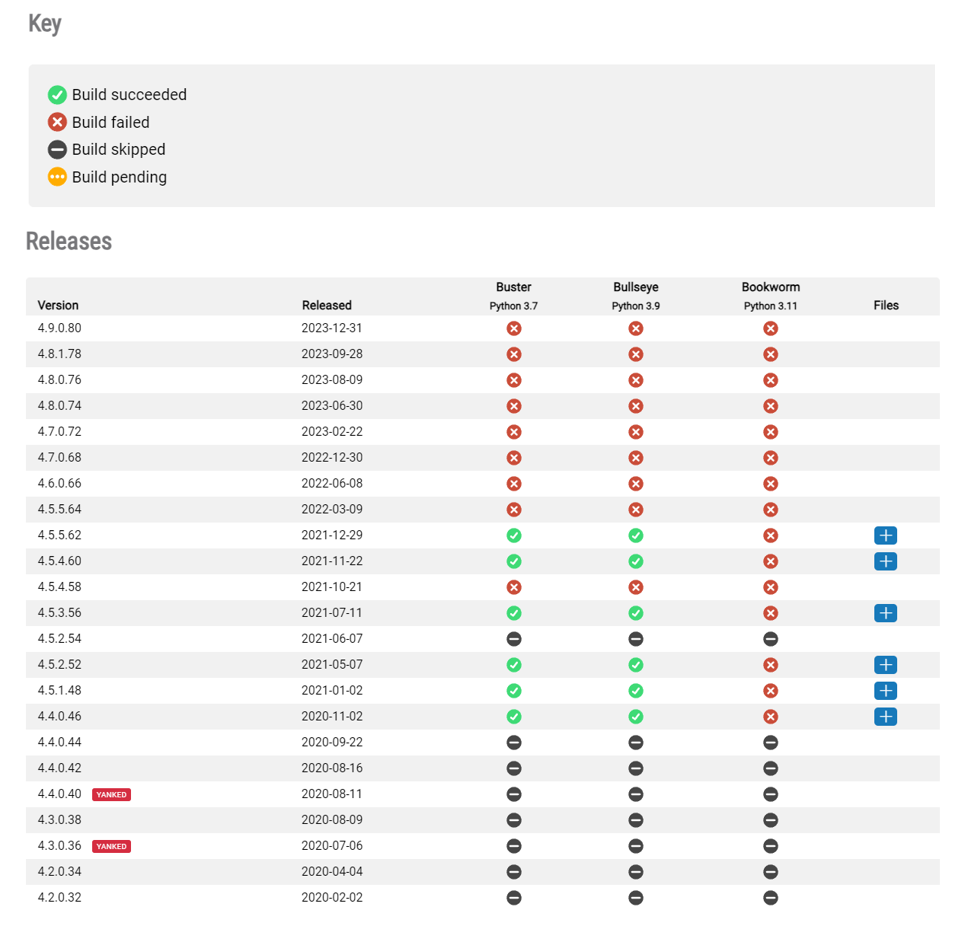 Key
Build succeeded
Build failed
Build skipped
Build pending
Releases
Buster Bullseye Bookworm
Version Released Python 3.7 Python 3.9 Python 3.11 Files
4.9.0.80 2023-12-31
4.8.1.78 2023-09-28
4.8.0.76 2023-08-09
4.8.0.74 2023-06-30
4.7.0.72 2023-02-22
4.7.0.68 2022-12-30
4.6.0.66 2022-06-08
4.5.5.64 2022-03-09
4.5.5.62 2021-12-29
4.5.4.60 2021-11-22
4.5.4.58 2021-10-21
4.5.3.56 2021-07-11
4.5.2.54 2021-06-07
4.5.2.52 2021-05-07
4.5.1.48 2021-01-02
4.4.0.46 2020-11-02
4.4.0.44 2020-09-22
4.4.0.42 2020-08-16
4.4.0.40 YANKED 2020-08-11
4.3.0.38 2020-08-09
4.3.0.36 YANKED 2020-07-06
4.2.0.34 2020-04-04
4.2.0.32 2020-02-02